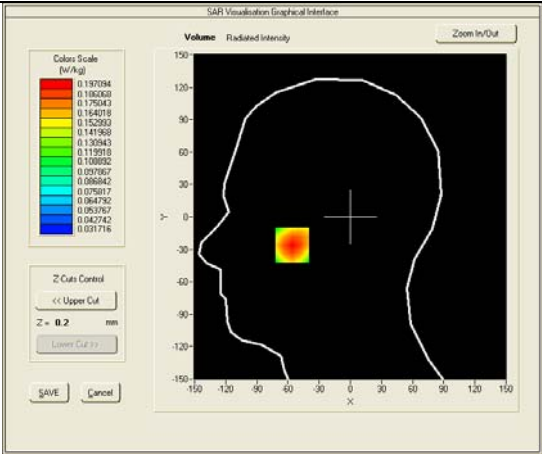 SAR Visualisation Graphical Interface
Volume Radiated Intensity
Zoom In/Out
Colors Scale
(W/kg)
0.197094
0.186068
0.175043
0.164018
0.152993
0.141968
0.130943
0.119918
0.108892
0.097867
0.086842
0.075817
0.064792
0.053767
0.042742
0.031716
Z-Cuts Control
<< Upper Cut
Z = 0.2 mm
Lower Cut >>
SAVE Cancel
150
120
90
60
30
0
-30
-60
-90
-120
-150
Y
-150 -120 -90 -60 -30 0 30 60 90 120 150
X